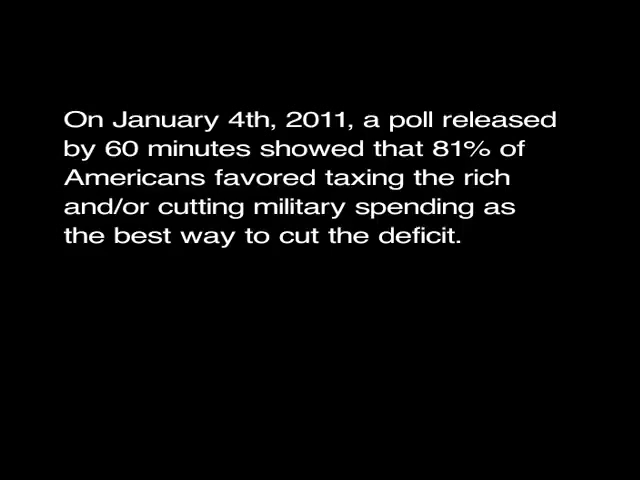 On January 4th, 2011, a poll released
by 60 minutes showed that 81% of
Americans favored taxing the rich
and/or cutting military spending as
the best way to cut the deficit.